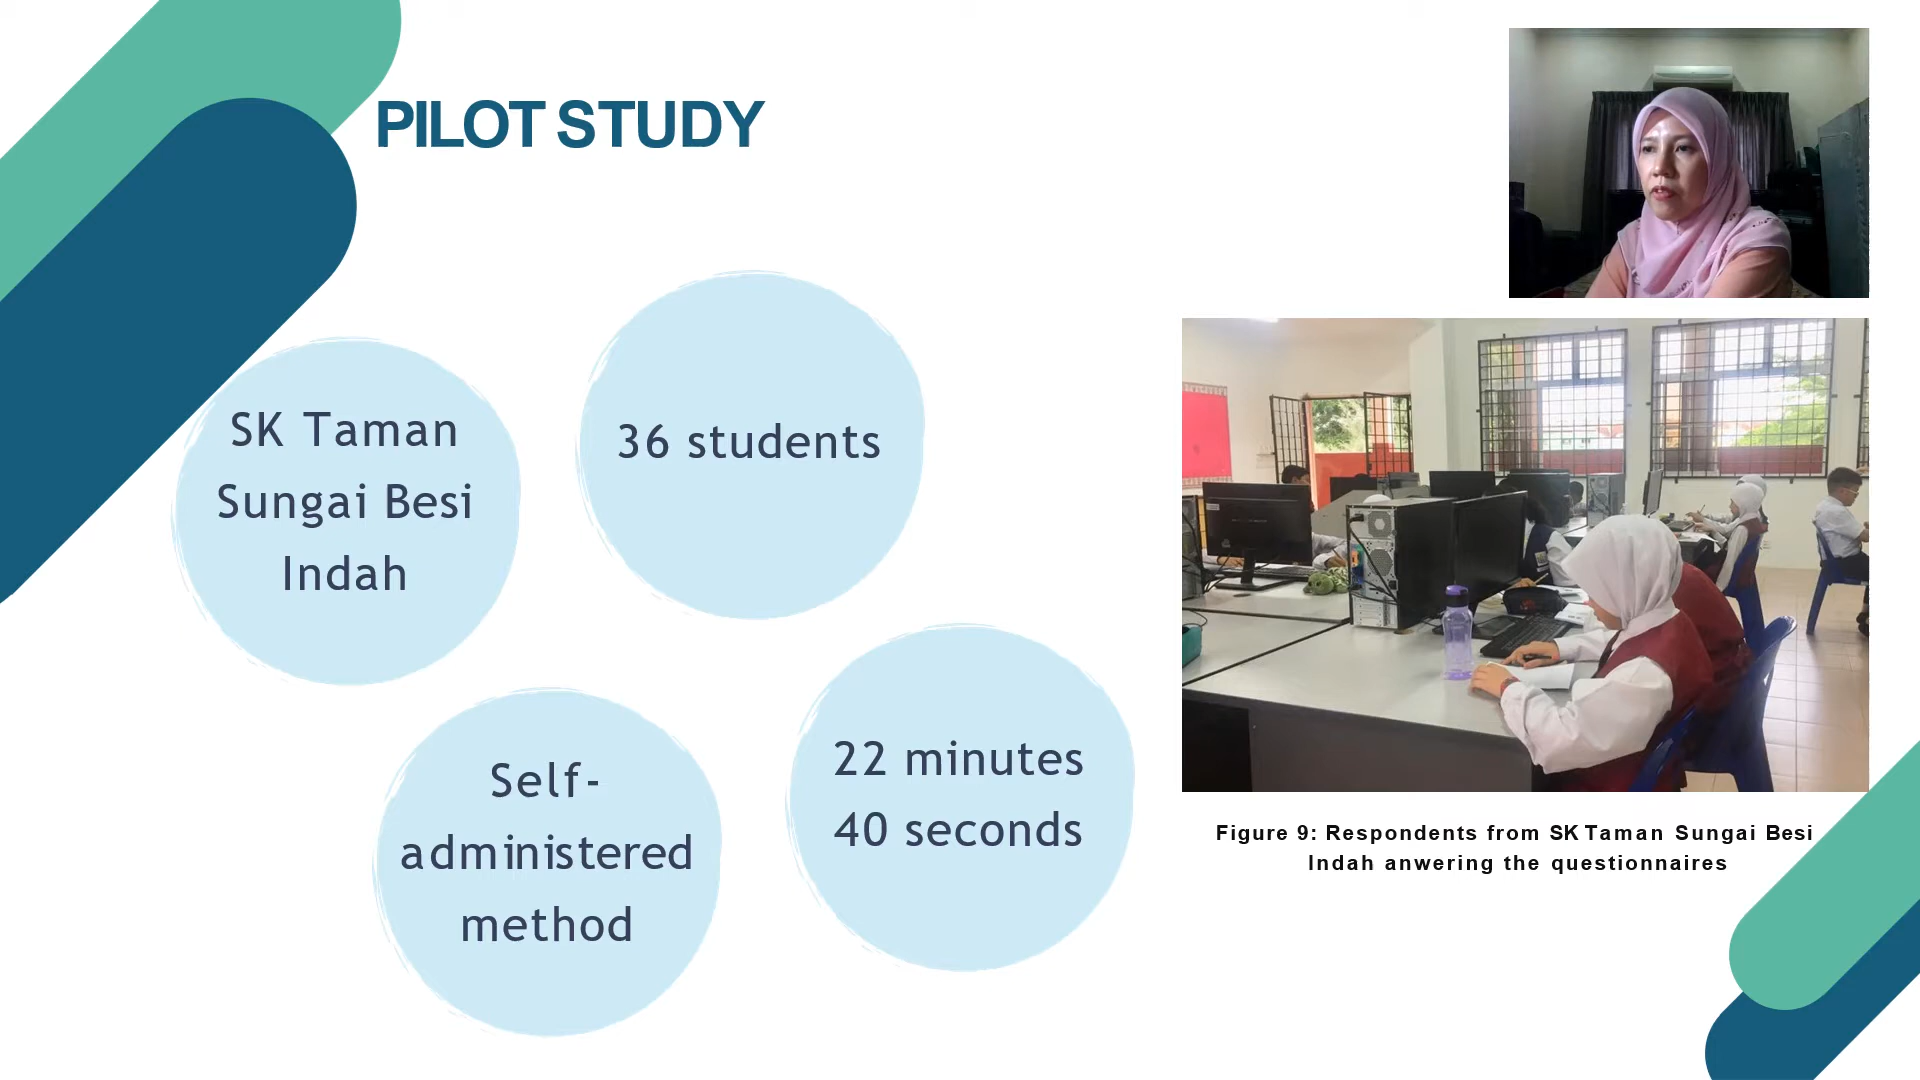 PILOT STUDY
SK Taman
Sungai Besi
Indah
36 students
Self-
administered
method
22 minutes
40 seconds
Figure 9: Respondents from SK Taman Sungai Besi
Indah anwering the questionnaires